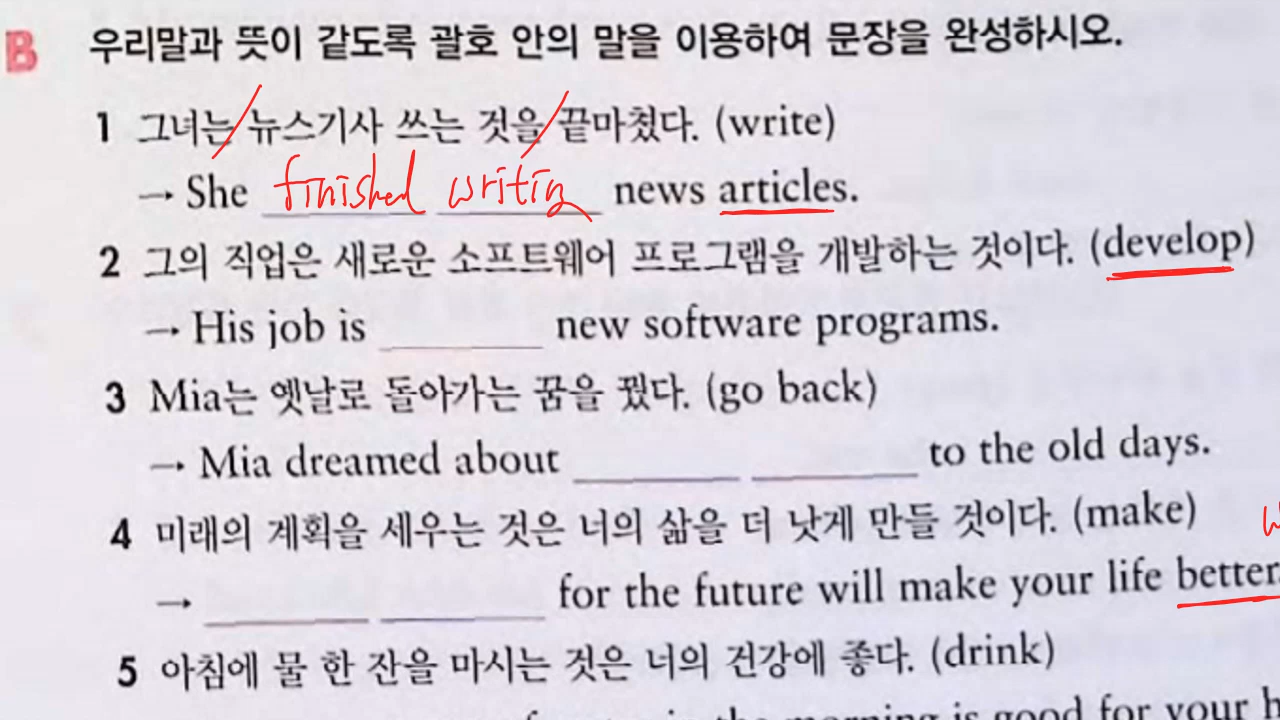 B 우리말과 뜻이 같도록 괄호 안의 말을 이용하여 문장을 완성하시오.
1 그녀는 뉴스기사 쓰는 것을 끝마쳤다. (write)
→ She finished writing news articles.
2 그의 직업은 새로운 소프트웨어 프로그램을 개발하는 것이다. (develop)
→ His job is new software programs.
3 Mia는 옛날로 돌아가는 꿈을 꿨다. (go back)
→ Mia dreamed about to the old days.
4 미래의 계획을 세우는 것은 너의 삶을 더 낫게 만들 것이다. (make)
→ for the future will make your life better.
5 아침에 물 한 잔을 마시는 것은 너의 건강에 좋다. (drink)
in the morning is good for your